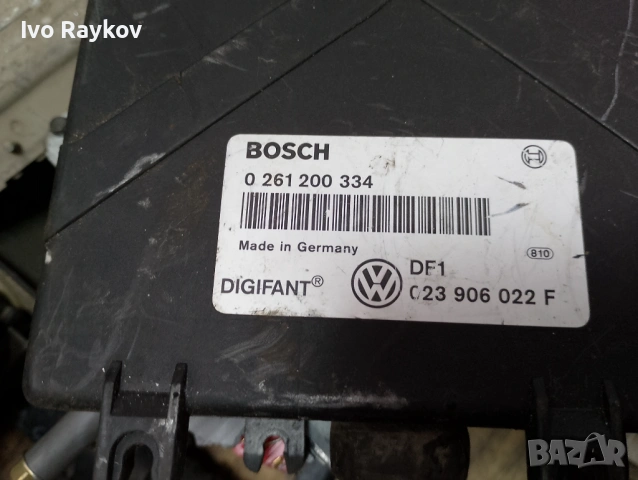 Ivo Raykov
BOSCH
0 261 200 334
Made in Germany
810
DIGIFANT®
DF1
023 906 022 F
BAZAR